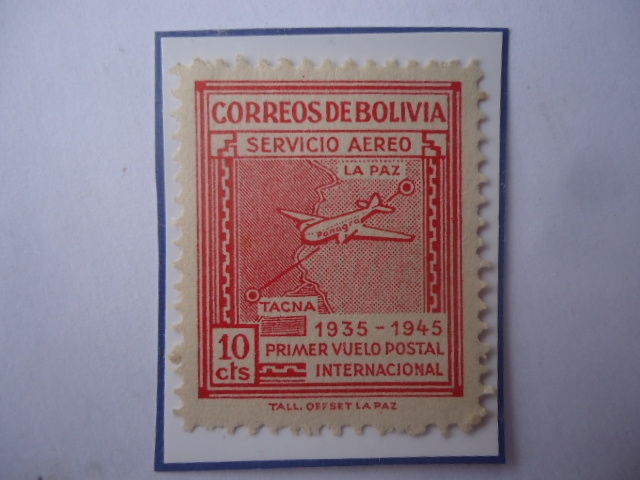 CORREOS DE BOLIVIA
SERVICIO AEREO
LA PAZ
Panagra
TACNA
1935 - 1945
10 cts
PRIMER VUELO POSTAL
INTERNACIONAL
TALL. OFFSET LA PAZ